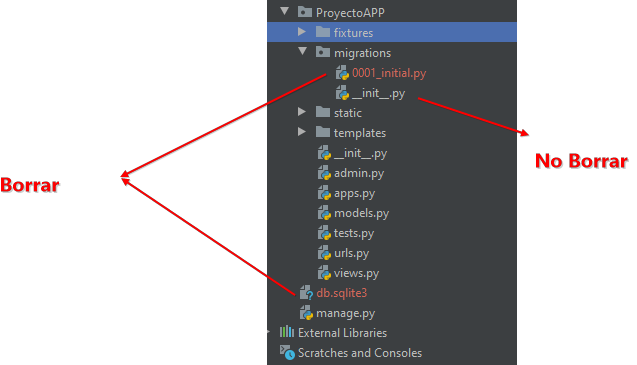 ProyectoAPP
fixtures
migrations
0001_initial.py
__init__.py
static
templates
__init__.py
admin.py
apps.py
models.py
tests.py
urls.py
views.py
db.sqlite3
manage.py
External Libraries
Scratches and Consoles
Borrar
No Borrar